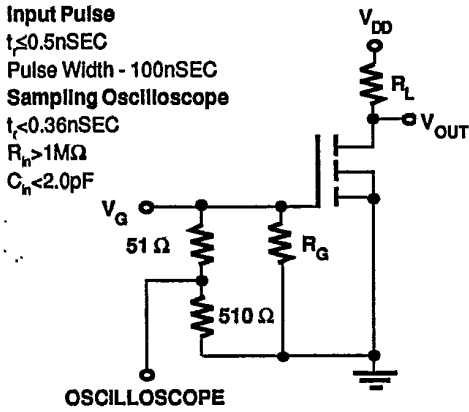 Input Pulse
tr≤0.5nSEC
Pulse Width - 100nSEC
Sampling Oscilloscope
tr<0.36nSEC
Rin>1MΩ
Cin<2.0pF
VDD
RL
VOUT
VG
51 Ω
RG
510 Ω
OSCILLOSCOPE